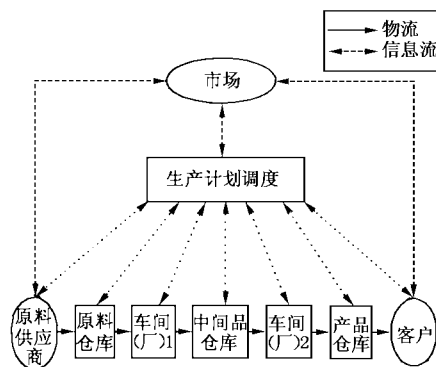 物流
信息流
市场
生产计划调度
原料
供应
商
原料
仓库
车间
(厂)1
中间品
仓库
车间
(厂)2
产品
仓库
客户